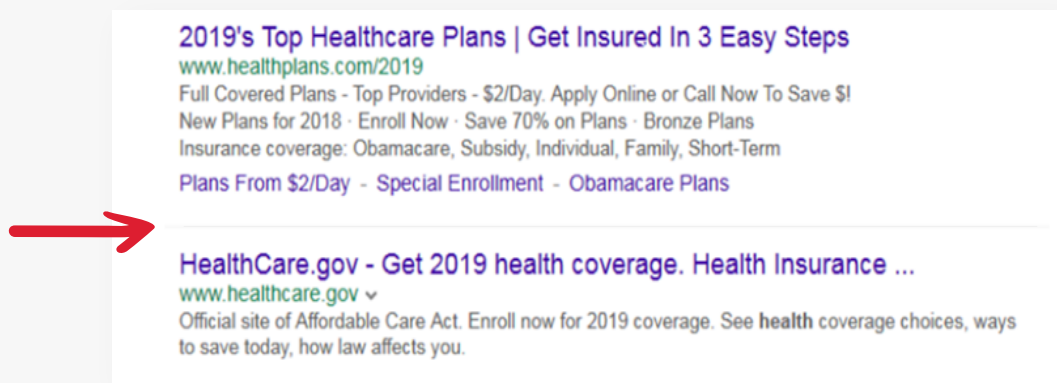 2019's Top Healthcare Plans | Get Insured In 3 Easy Steps
www.healthplans.com/2019
Full Covered Plans - Top Providers - $2/Day. Apply Online or Call Now To Save $!
New Plans for 2018 · Enroll Now · Save 70% on Plans · Bronze Plans
Insurance coverage: Obamacare, Subsidy, Individual, Family, Short-Term
Plans From $2/Day - Special Enrollment - Obamacare Plans
HealthCare.gov - Get 2019 health coverage. Health Insurance ...
www.healthcare.gov
Official site of Affordable Care Act. Enroll now for 2019 coverage. See health coverage choices, ways
to save today, how law affects you.